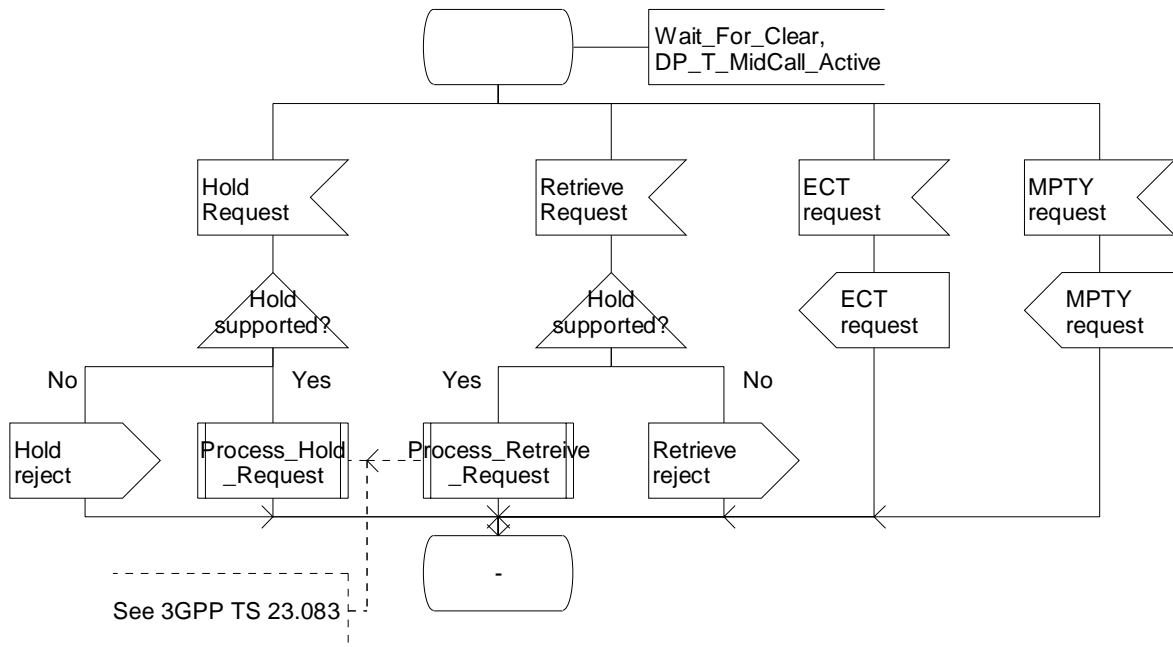 Wait_For_Clear,
DP_T_MidCall_Active
Hold
Request
Retrieve
Request
ECT
request
MPTY
request
Hold
supported?
Hold
supported?
ECT
request
MPTY
request
No
Yes
Yes
No
Hold
reject
Process_Hold
_Request
Process_Retreive
_Request
Retrieve
reject
-
See 3GPP TS 23.083